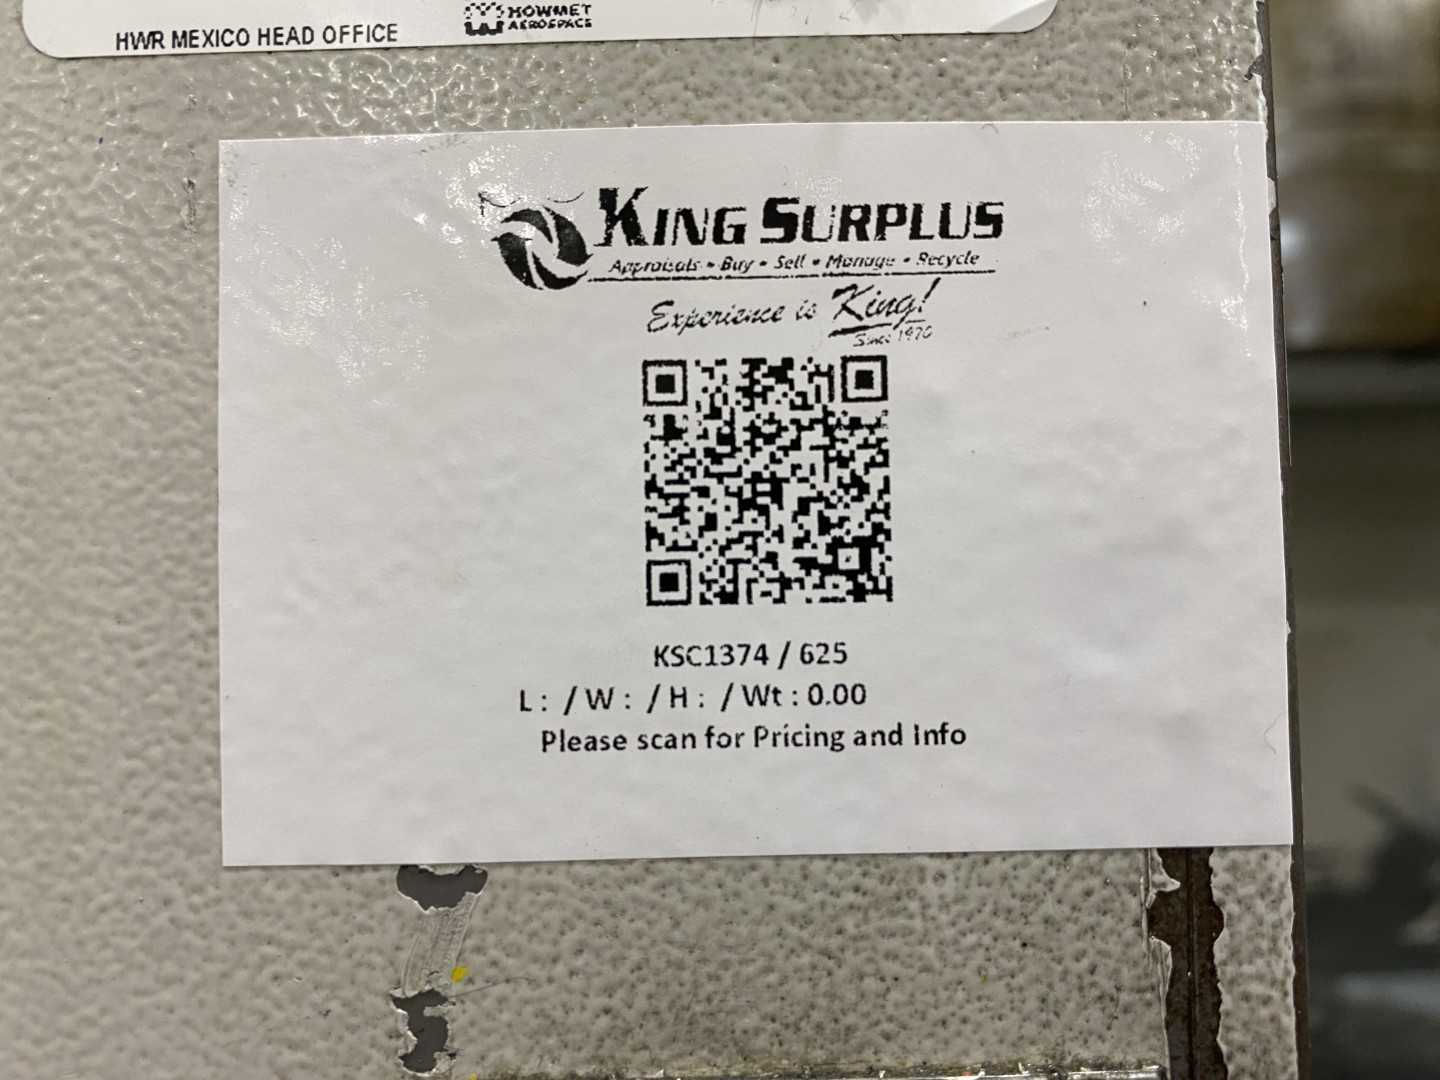 HWR MEXICO HEAD OFFICE
HOWMET
AEROSPACE
KING SURPLUS
Appraisals • Buy • Sell • Manage • Recycle
Experience is King!
Since 1970
KSC1374 / 625
L : / W : / H : / Wt : 0.00
Please scan for Pricing and Info